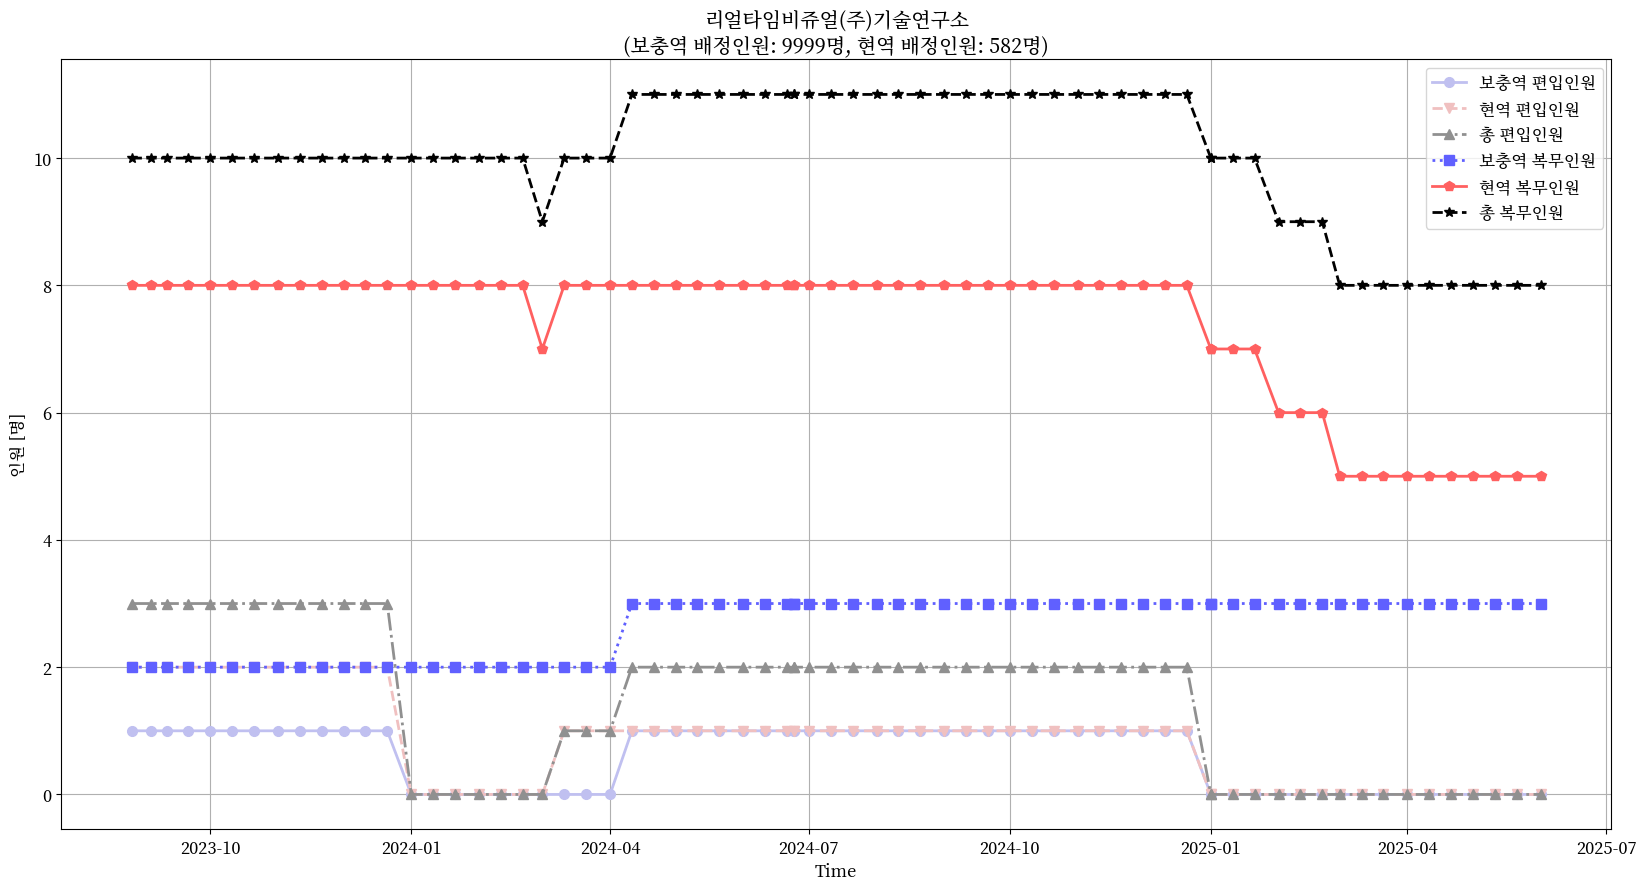 리얼타임비쥬얼(주)기술연구소
(보충역 배정인원: 9999명, 현역 배정인원: 582명)
보충역 편입인원
현역 편입인원
총 편입인원
보충역 복무인원
현역 복무인원
총 복무인원
인원 [명]
10
8
6
4
2
0
2023-10
2024-01
2024-04
2024-07
2024-10
2025-01
2025-04
2025-07
Time